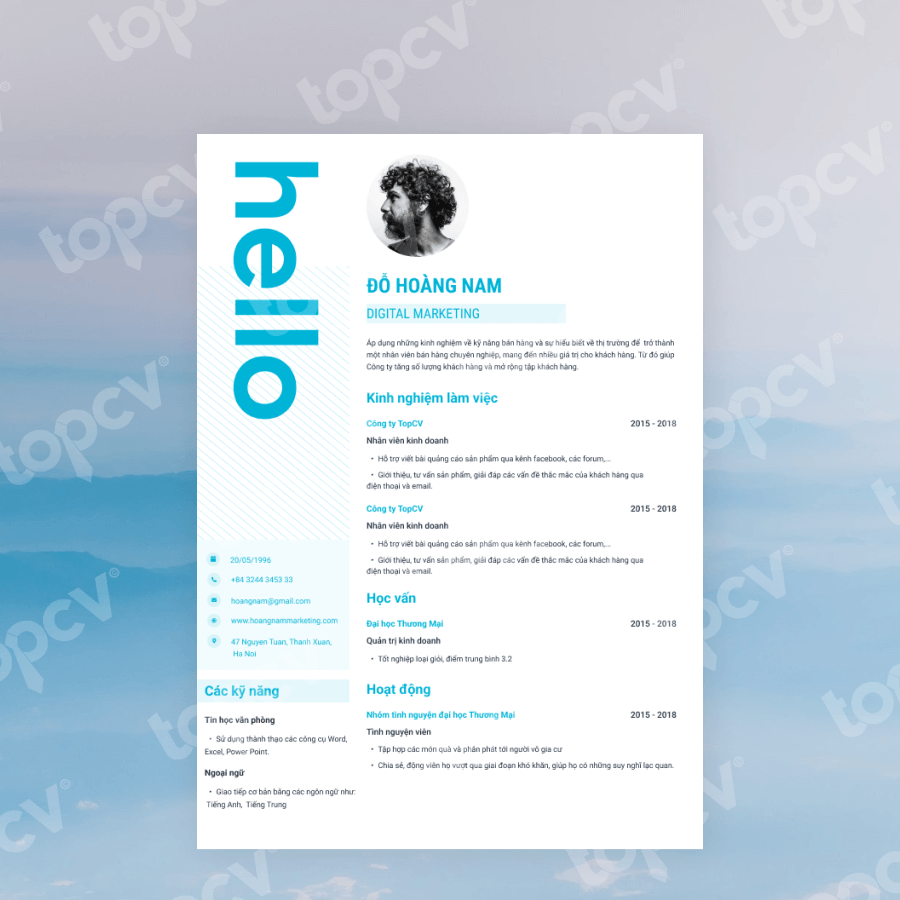 hello
ĐỖ HOÀNG NAM
DIGITAL MARKETING
Áp dụng những kinh nghiệm về kỹ năng bán hàng và sự hiểu biết về thị trường để trở thành
một nhân viên bán hàng chuyên nghiệp, mang đến nhiều giá trị cho khách hàng. Từ đó giúp
Công ty tăng số lượng khách hàng và mở rộng tập khách hàng.
Kinh nghiệm làm việc
Công ty TopCV 2015 - 2018
Nhân viên kinh doanh
• Hỗ trợ viết bài quảng cáo sản phẩm qua kênh facebook, các forum,...
• Giới thiệu, tư vấn sản phẩm, giải đáp các vấn đề thắc mắc của khách hàng qua
điện thoại và email.
Công ty TopCV 2015 - 2018
Nhân viên kinh doanh
• Hỗ trợ viết bài quảng cáo sản phẩm qua kênh facebook, các forum,...
• Giới thiệu, tư vấn sản phẩm, giải đáp các vấn đề thắc mắc của khách hàng qua
điện thoại và email.
Học vấn
Đại học Thương Mại 2015 - 2018
Quản trị kinh doanh
• Tốt nghiệp loại giỏi, điểm trung bình 3.2
Hoạt động
Nhóm tình nguyện đại học Thương Mại 2015 - 2018
Tình nguyện viên
• Tập hợp các món quà và phân phát tới người vô gia cư
• Chia sẻ, động viên họ vượt qua giai đoạn khó khăn, giúp họ có những suy nghĩ lạc quan.
20/05/1996
+84 3244 3453 33
hoangnam@gmail.com
www.hoangnammarketing.com
47 Nguyen Tuan, Thanh Xuan,
Ha Noi
Các kỹ năng
Tin học văn phòng
• Sử dụng thành thạo các công cụ Word,
Excel, Power Point.
Ngoại ngữ
• Giao tiếp cơ bản bằng các ngôn ngữ như:
Tiếng Anh, Tiếng Trung
topcv
topcv
topcv
topcv
topcv
topcv
topcv